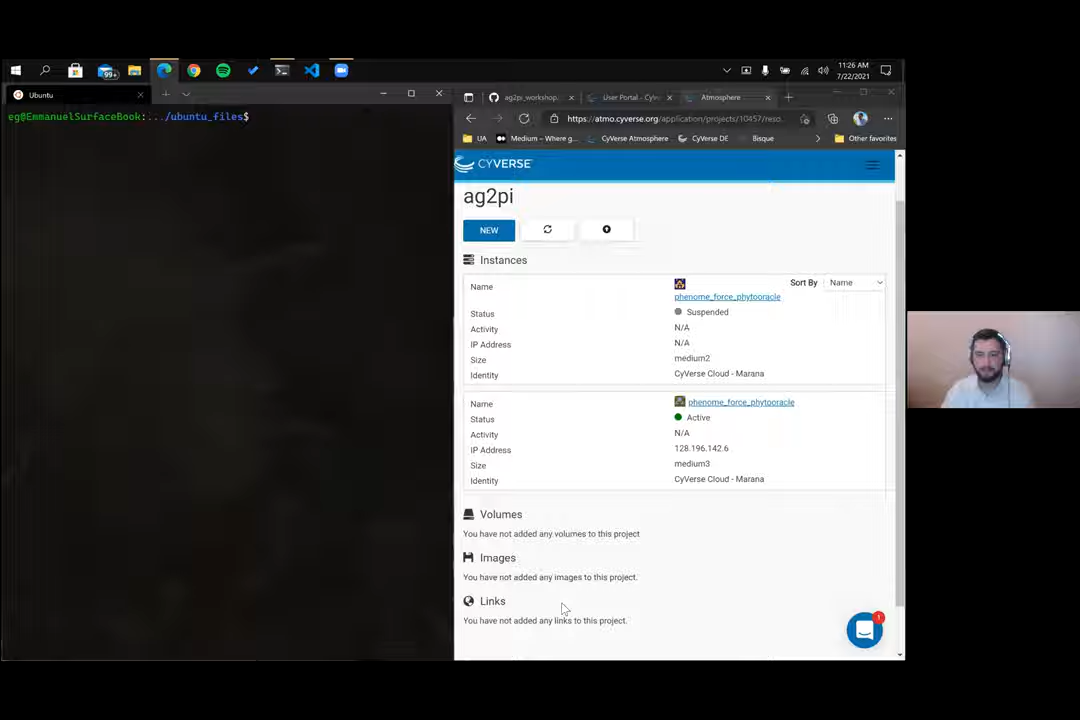 99+
11:26 AM
7/22/2021
Ubuntu
eg@EmmanuelSurfaceBook:.../ubuntu_files$
ag2pi_workshop.
User Portal - CyV
Atmosphere
https://atmo.cyverse.org/application/projects/10457/reso...
UA
Medium – Where g...
CyVerse Atmosphere
CyVerse DE
Bisque
Other favorites
CYVERSE
ag2pi
NEW
Instances
Sort By
Name
Name
phenome_force_phytooracle
Status
Suspended
Activity
N/A
IP Address
N/A
Size
medium2
Identity
CyVerse Cloud - Marana
Name
phenome_force_phytooracle
Status
Active
Activity
N/A
IP Address
128.196.142.6
Size
medium3
Identity
CyVerse Cloud - Marana
Volumes
You have not added any volumes to this project
Images
You have not added any images to this project.
Links
You have not added any links to this project.
1